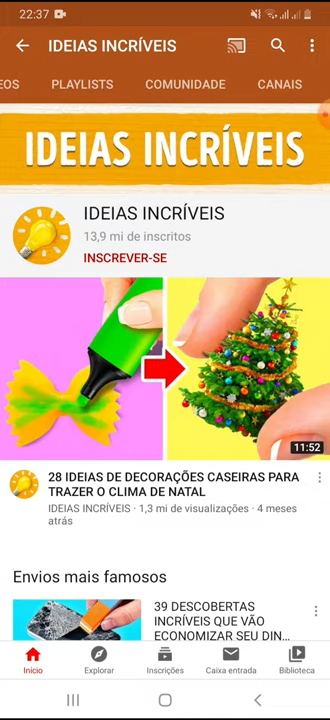 22:37
IDEIAS INCRÍVEIS
EOS PLAYLISTS COMUNIDADE CANAIS
IDEIAS INCRÍVEIS
IDEIAS INCRÍVEIS
13,9 mi de inscritos
INSCREVER-SE
11:52
28 IDEIAS DE DECORAÇÕES CASEIRAS PARA
TRAZER O CLIMA DE NATAL
IDEIAS INCRÍVEIS · 1,3 mi de visualizações · 4 meses
atrás
Envios mais famosos
39 DESCOBERTAS
INCRÍVEIS QUE VÃO
ECONOMIZAR SEU DIN...
Início Explorar Inscrições Caixa entrada Biblioteca